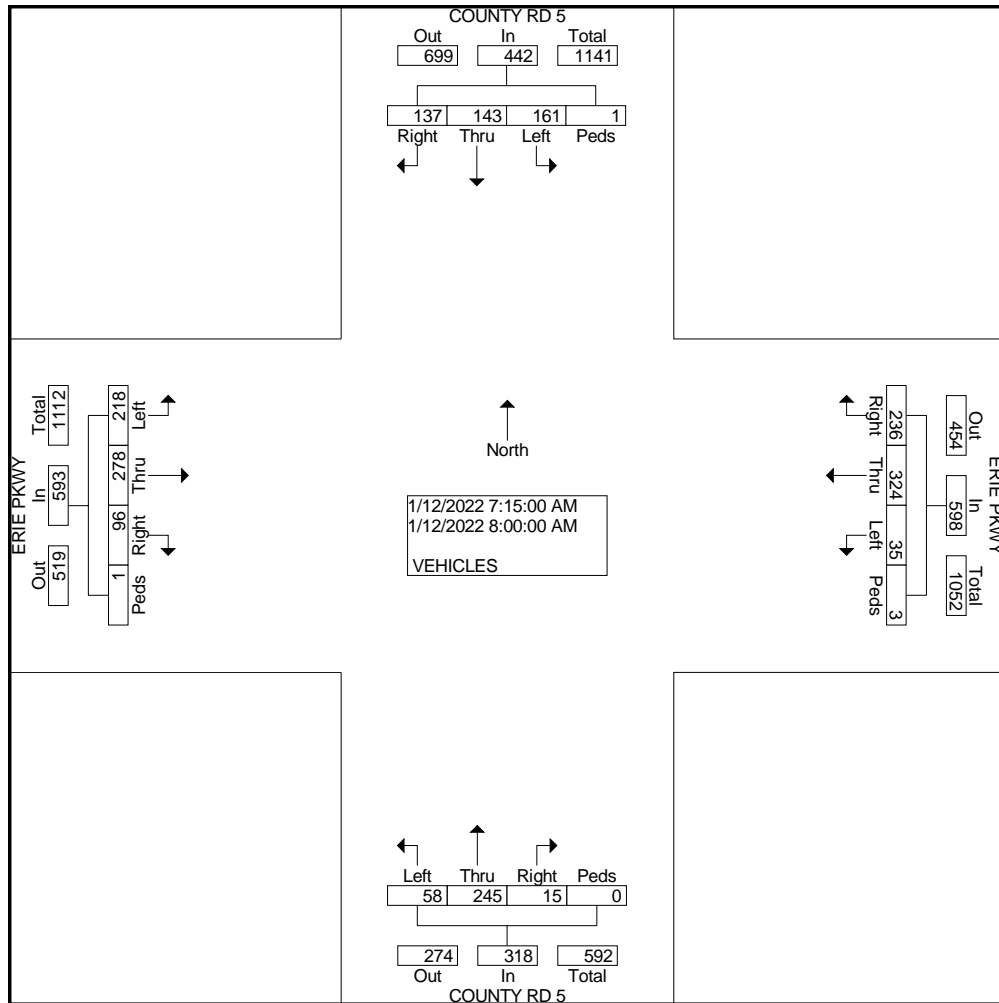 COUNTY RD 5
Out In Total
699 442 1141
137 143 161 1
Right Thru Left Peds
ERIE PKWY
Total In Out
1112 593 519
218 278 96 1
Left Thru Right Peds
North
1/12/2022 7:15:00 AM
1/12/2022 8:00:00 AM
VEHICLES
Right Thru Left Peds
236 324 35 3
Out In Total
454 598 1052
ERIE PKWY
Left Thru Right Peds
58 245 15 0
274 318 592
Out In Total
COUNTY RD 5